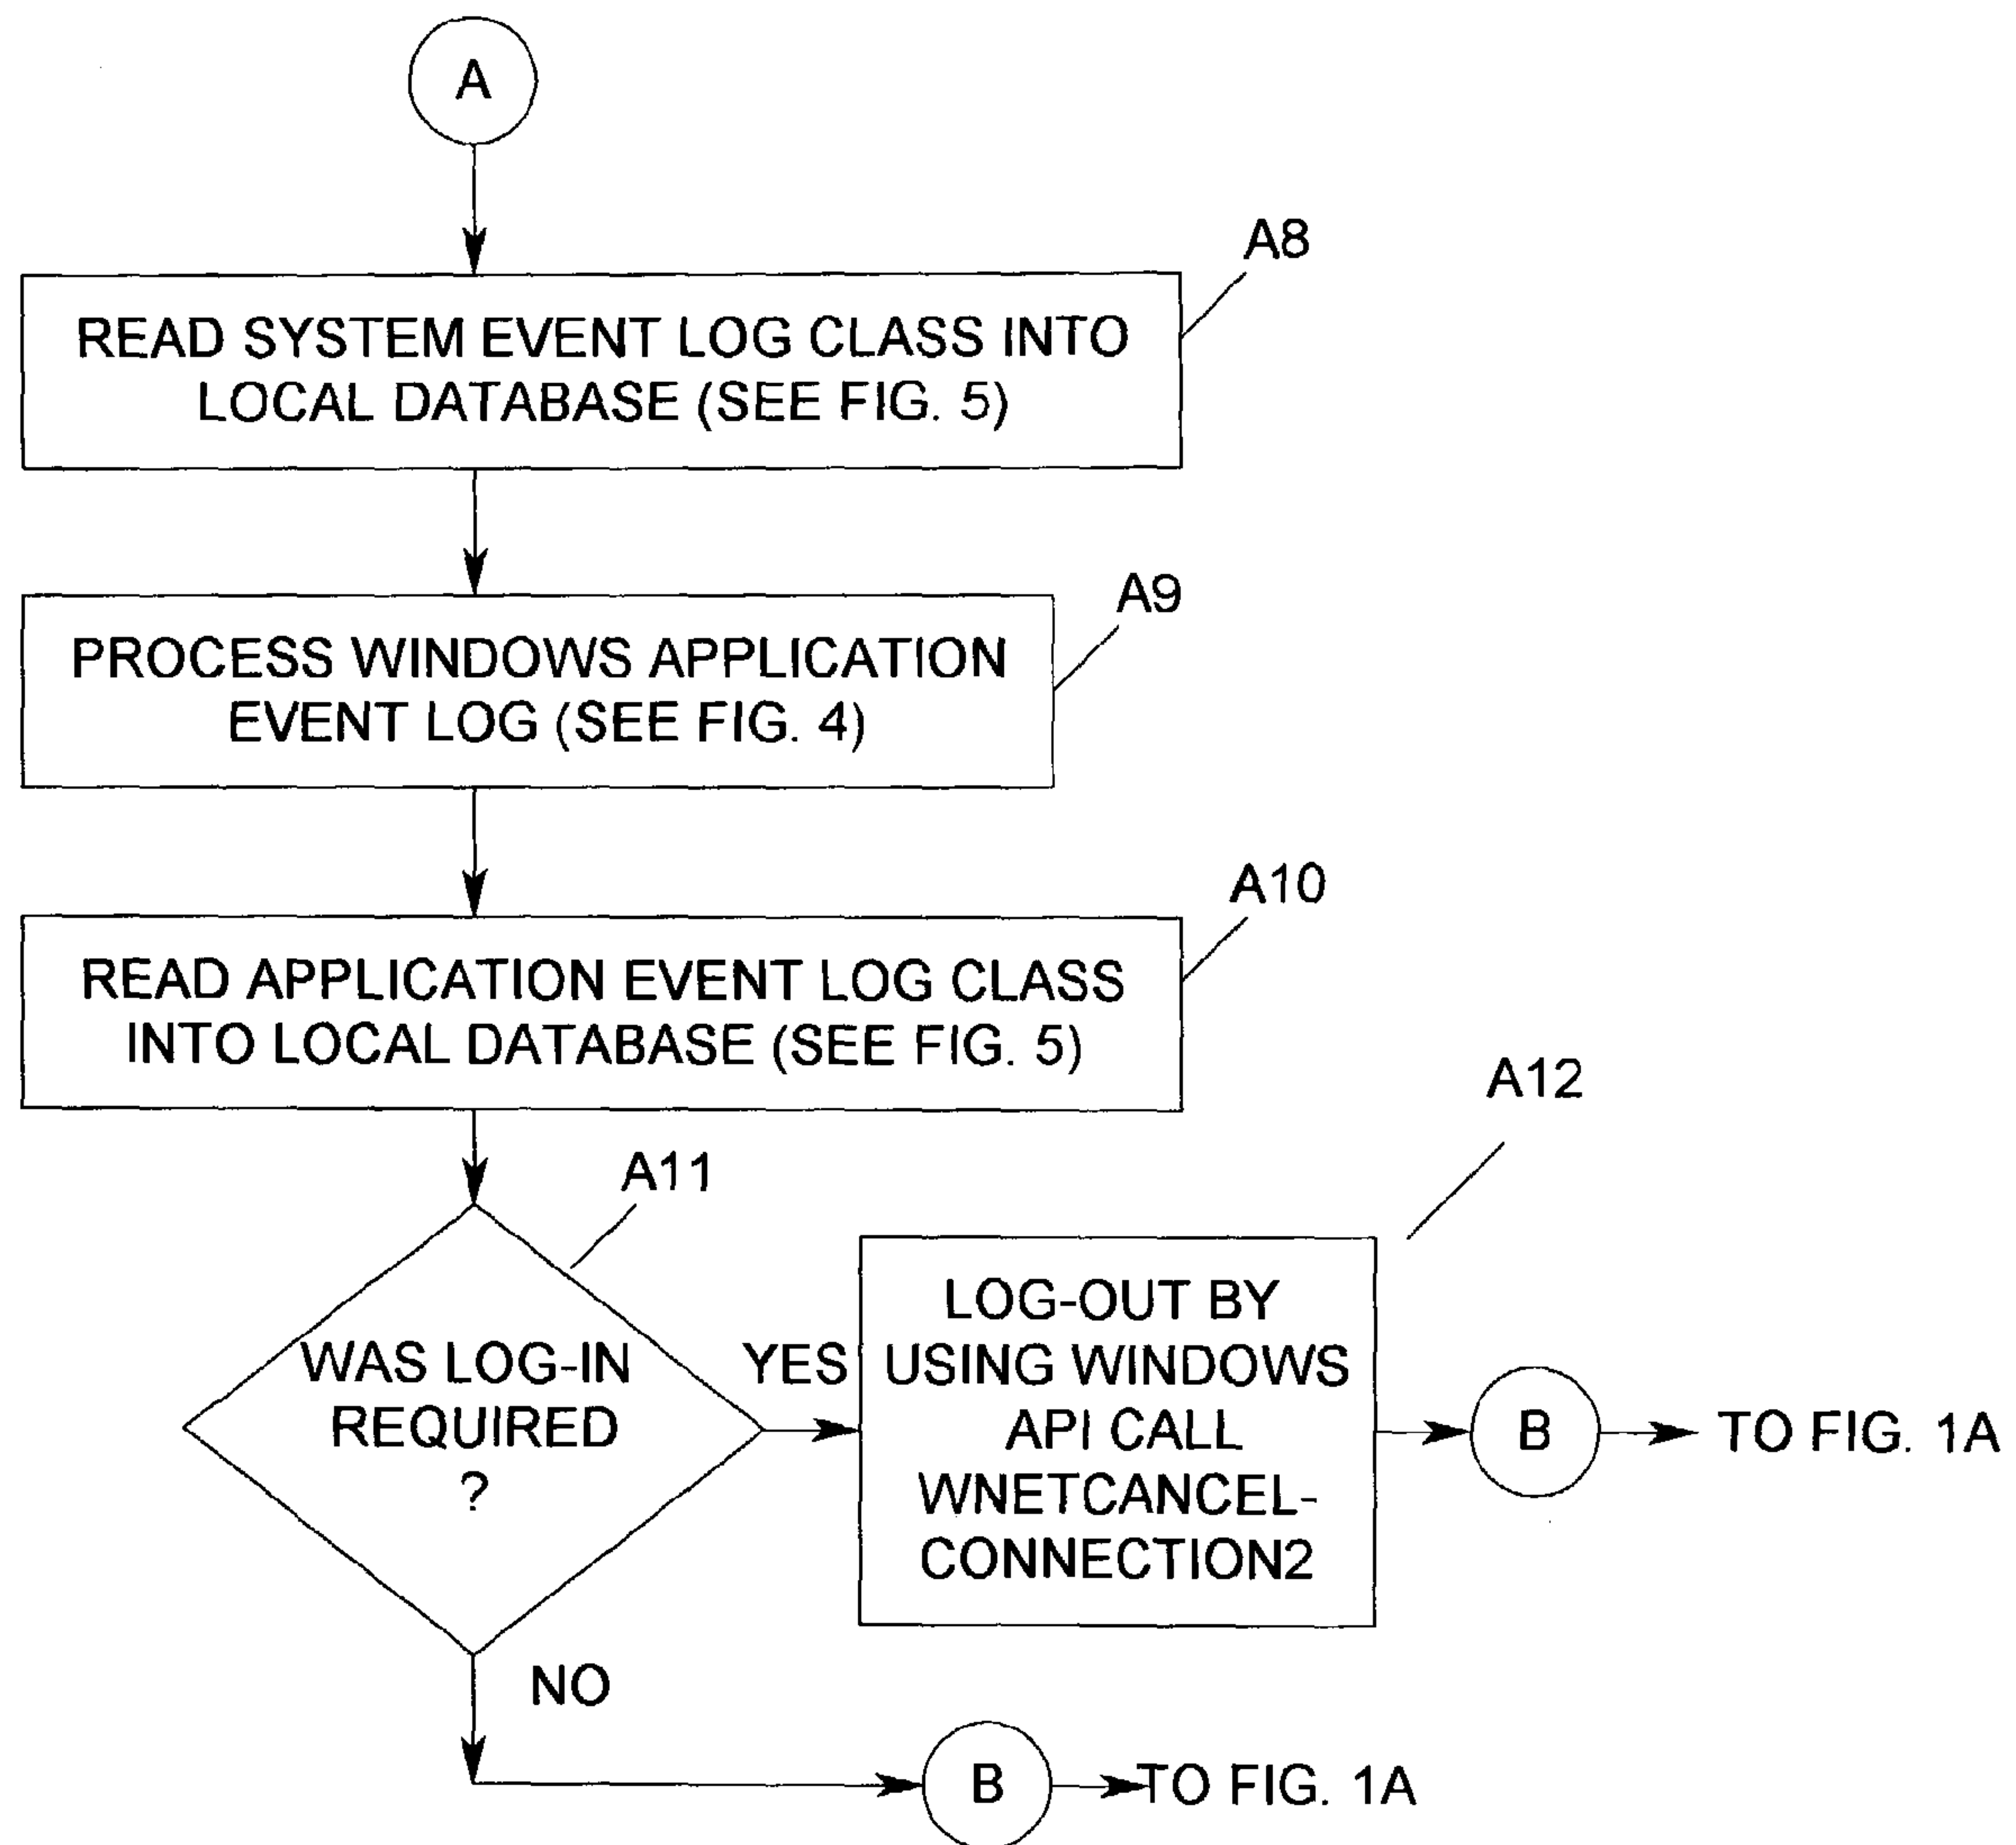 A
A8
READ SYSTEM EVENT LOG CLASS INTO
LOCAL DATABASE (SEE FIG. 5)
A9
PROCESS WINDOWS APPLICATION
EVENT LOG (SEE FIG. 4)
A10
READ APPLICATION EVENT LOG CLASS
INTO LOCAL DATABASE (SEE FIG. 5)
A11
WAS LOG-IN
REQUIRED
?
YES
A12
LOG-OUT BY
USING WINDOWS
API CALL
WNETCANCEL-
CONNECTION2
B
TO FIG. 1A
NO
B
TO FIG. 1A